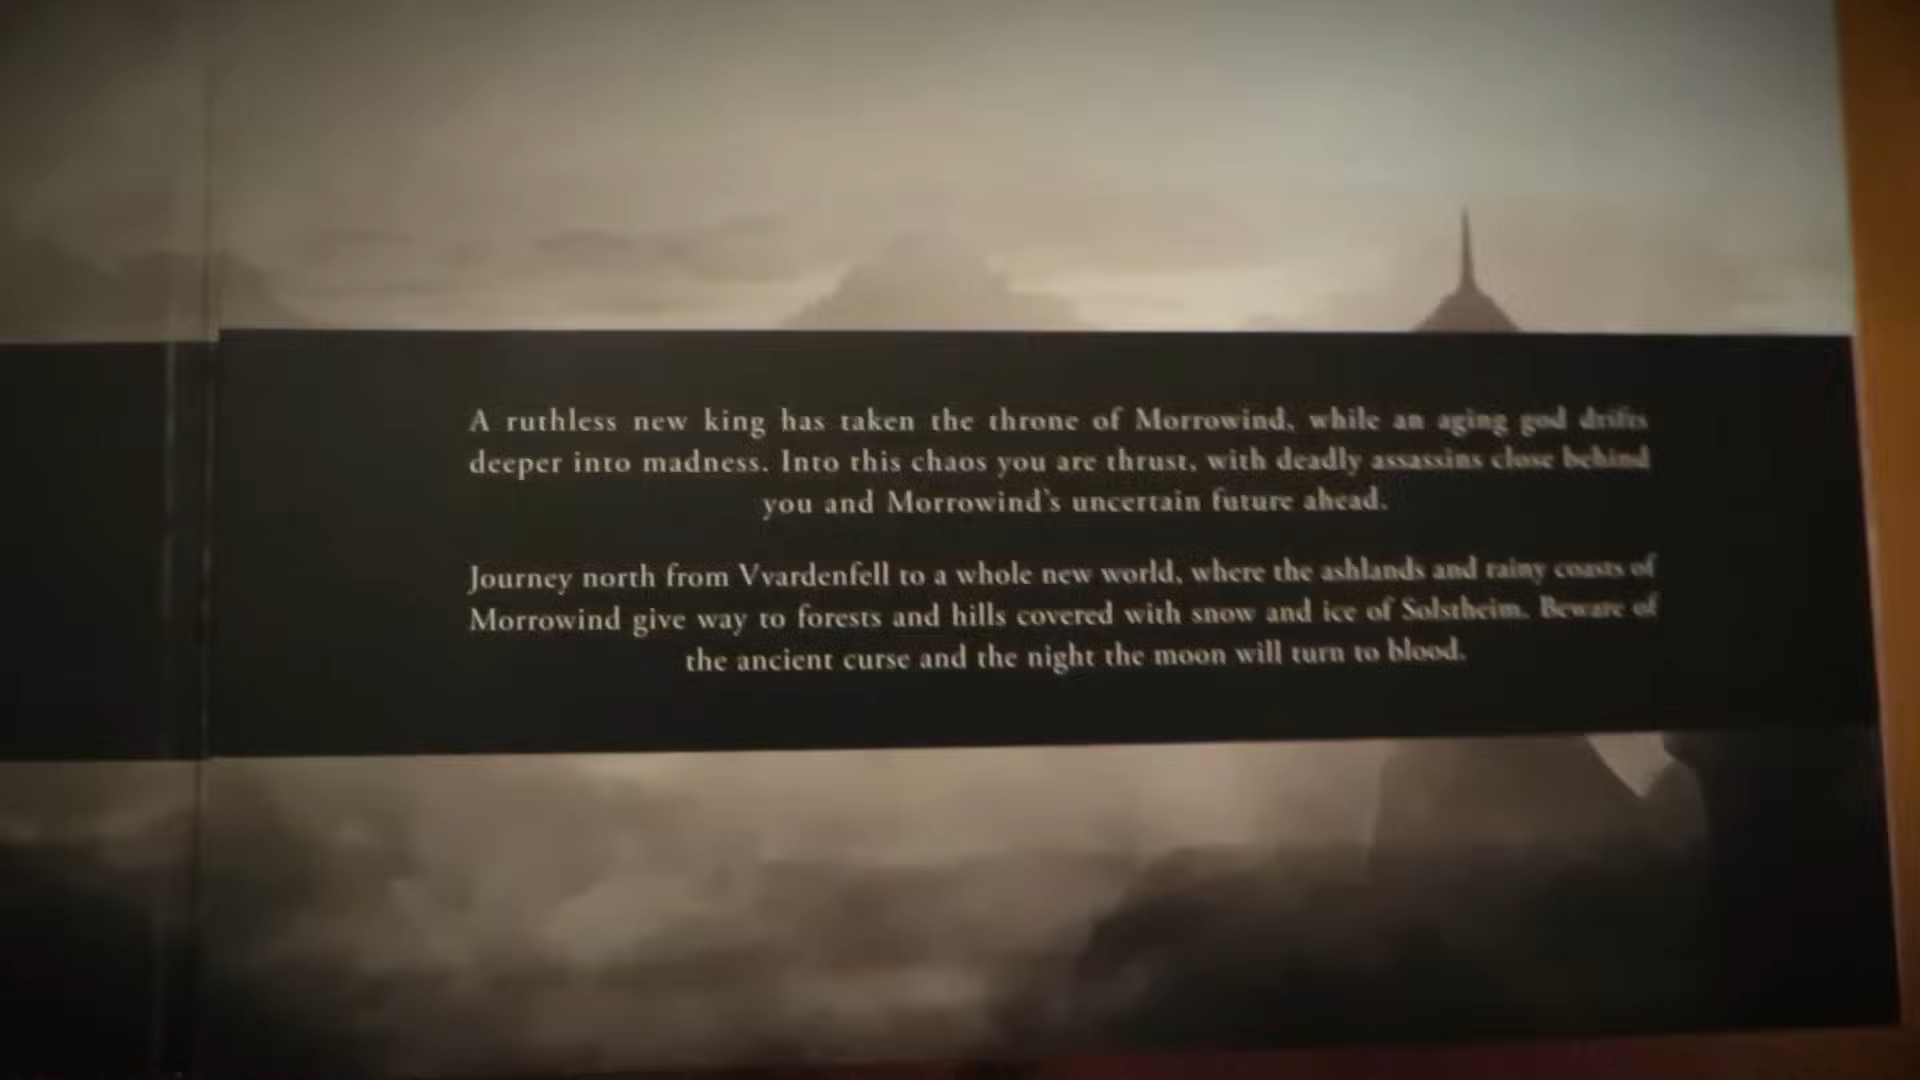 A ruthless new king has taken the throne of Morrowind, while an aging god drifts
deeper into madness. Into this chaos you are thrust, with deadly assassins close behind
you and Morrowind's uncertain future ahead.
Journey north from Vvardenfell to a whole new world, where the ashlands and rainy coasts of
Morrowind give way to forests and hills covered with snow and ice of Solstheim. Beware of
the ancient curse and the night the moon will turn to blood.